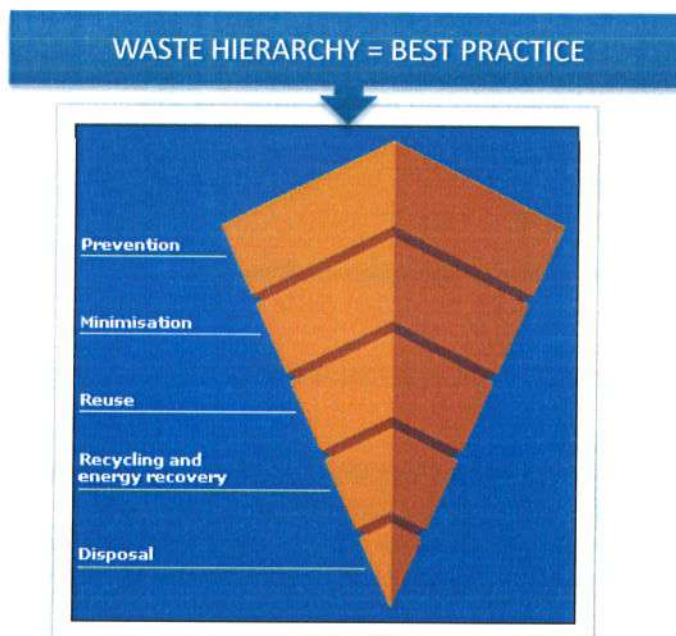 WASTE HIERARCHY = BEST PRACTICE
Prevention
Minimisation
Reuse
Recycling and
energy recovery
Disposal